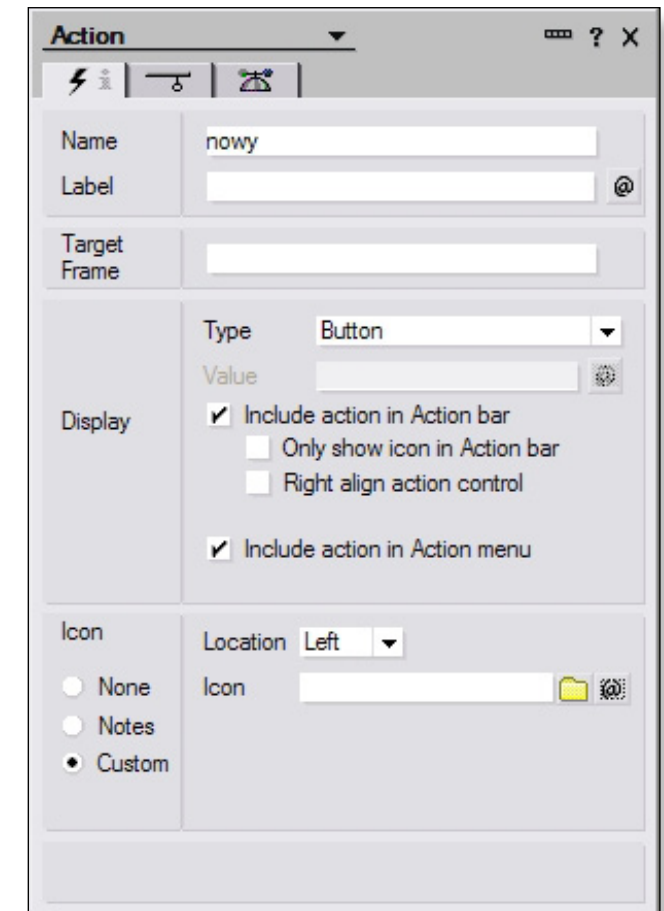 Action ? X
i
Name nowy
Label @
Target
Frame
Type Button
Value @
Display
Include action in Action bar
Only show icon in Action bar
Right align action control
Include action in Action menu
Icon
Location Left
None Icon @
Notes
Custom